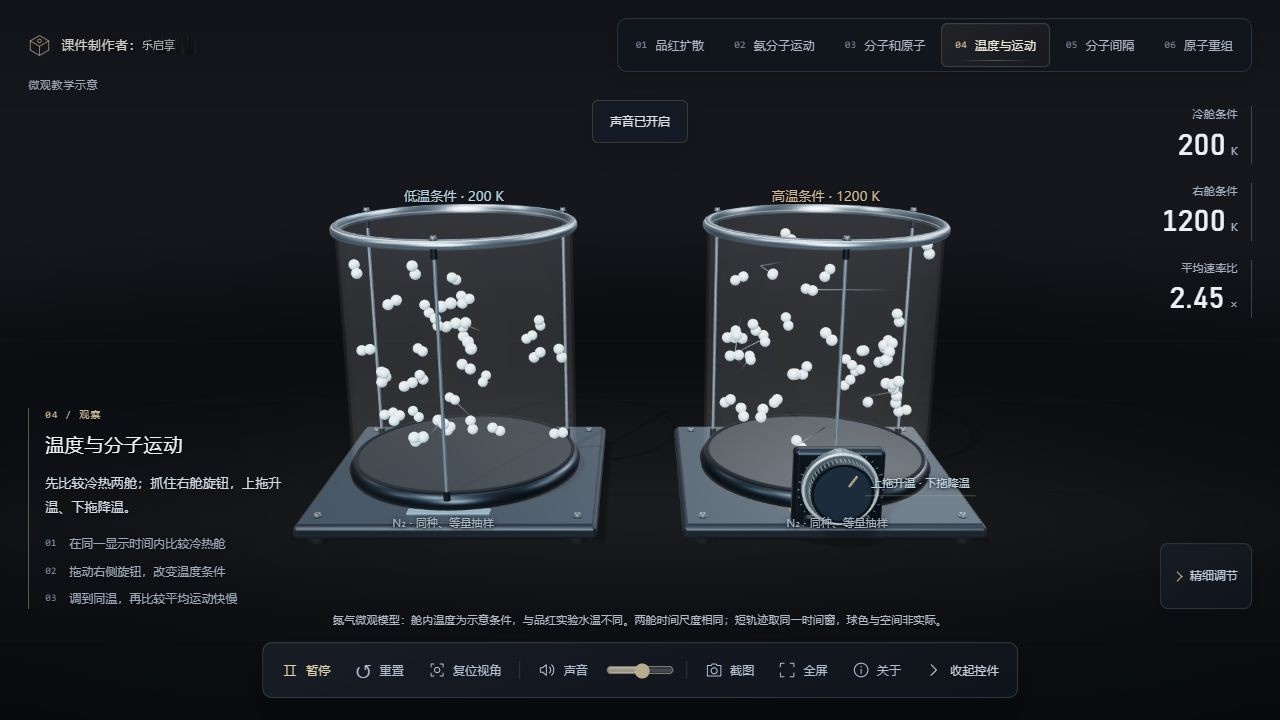 课件制作者：乐启享
01 品红扩散 02 氨分子运动 03 分子和原子 04 温度与运动 05 分子间隔 06 原子重组
微观教学示意
声音已开启
冷舱条件
200 K
右舱条件
1200 K
平均速率比
2.45 ×
低温条件 · 200 K
高温条件 · 1200 K
04 / 观察
温度与分子运动
先比较冷热两舱；抓住右舱旋钮，上拖升
温、下拖降温。
01 在同一显示时间内比较冷热舱
02 拖动右侧旋钮，改变温度条件
03 调到同温，再比较平均运动快慢
上拖升温 · 下拖降温
N₂ · 同种、等量抽样
N₂ · 同种、等量抽样
精细调节
氮气微观模型：舱内温度为示意条件，与品红实验水温不同。两舱时间尺度相同；短轨迹取同一时间窗，球色与空间非实际。
暂停 重置 复位视角 声音 截图 全屏 关于 收起控件